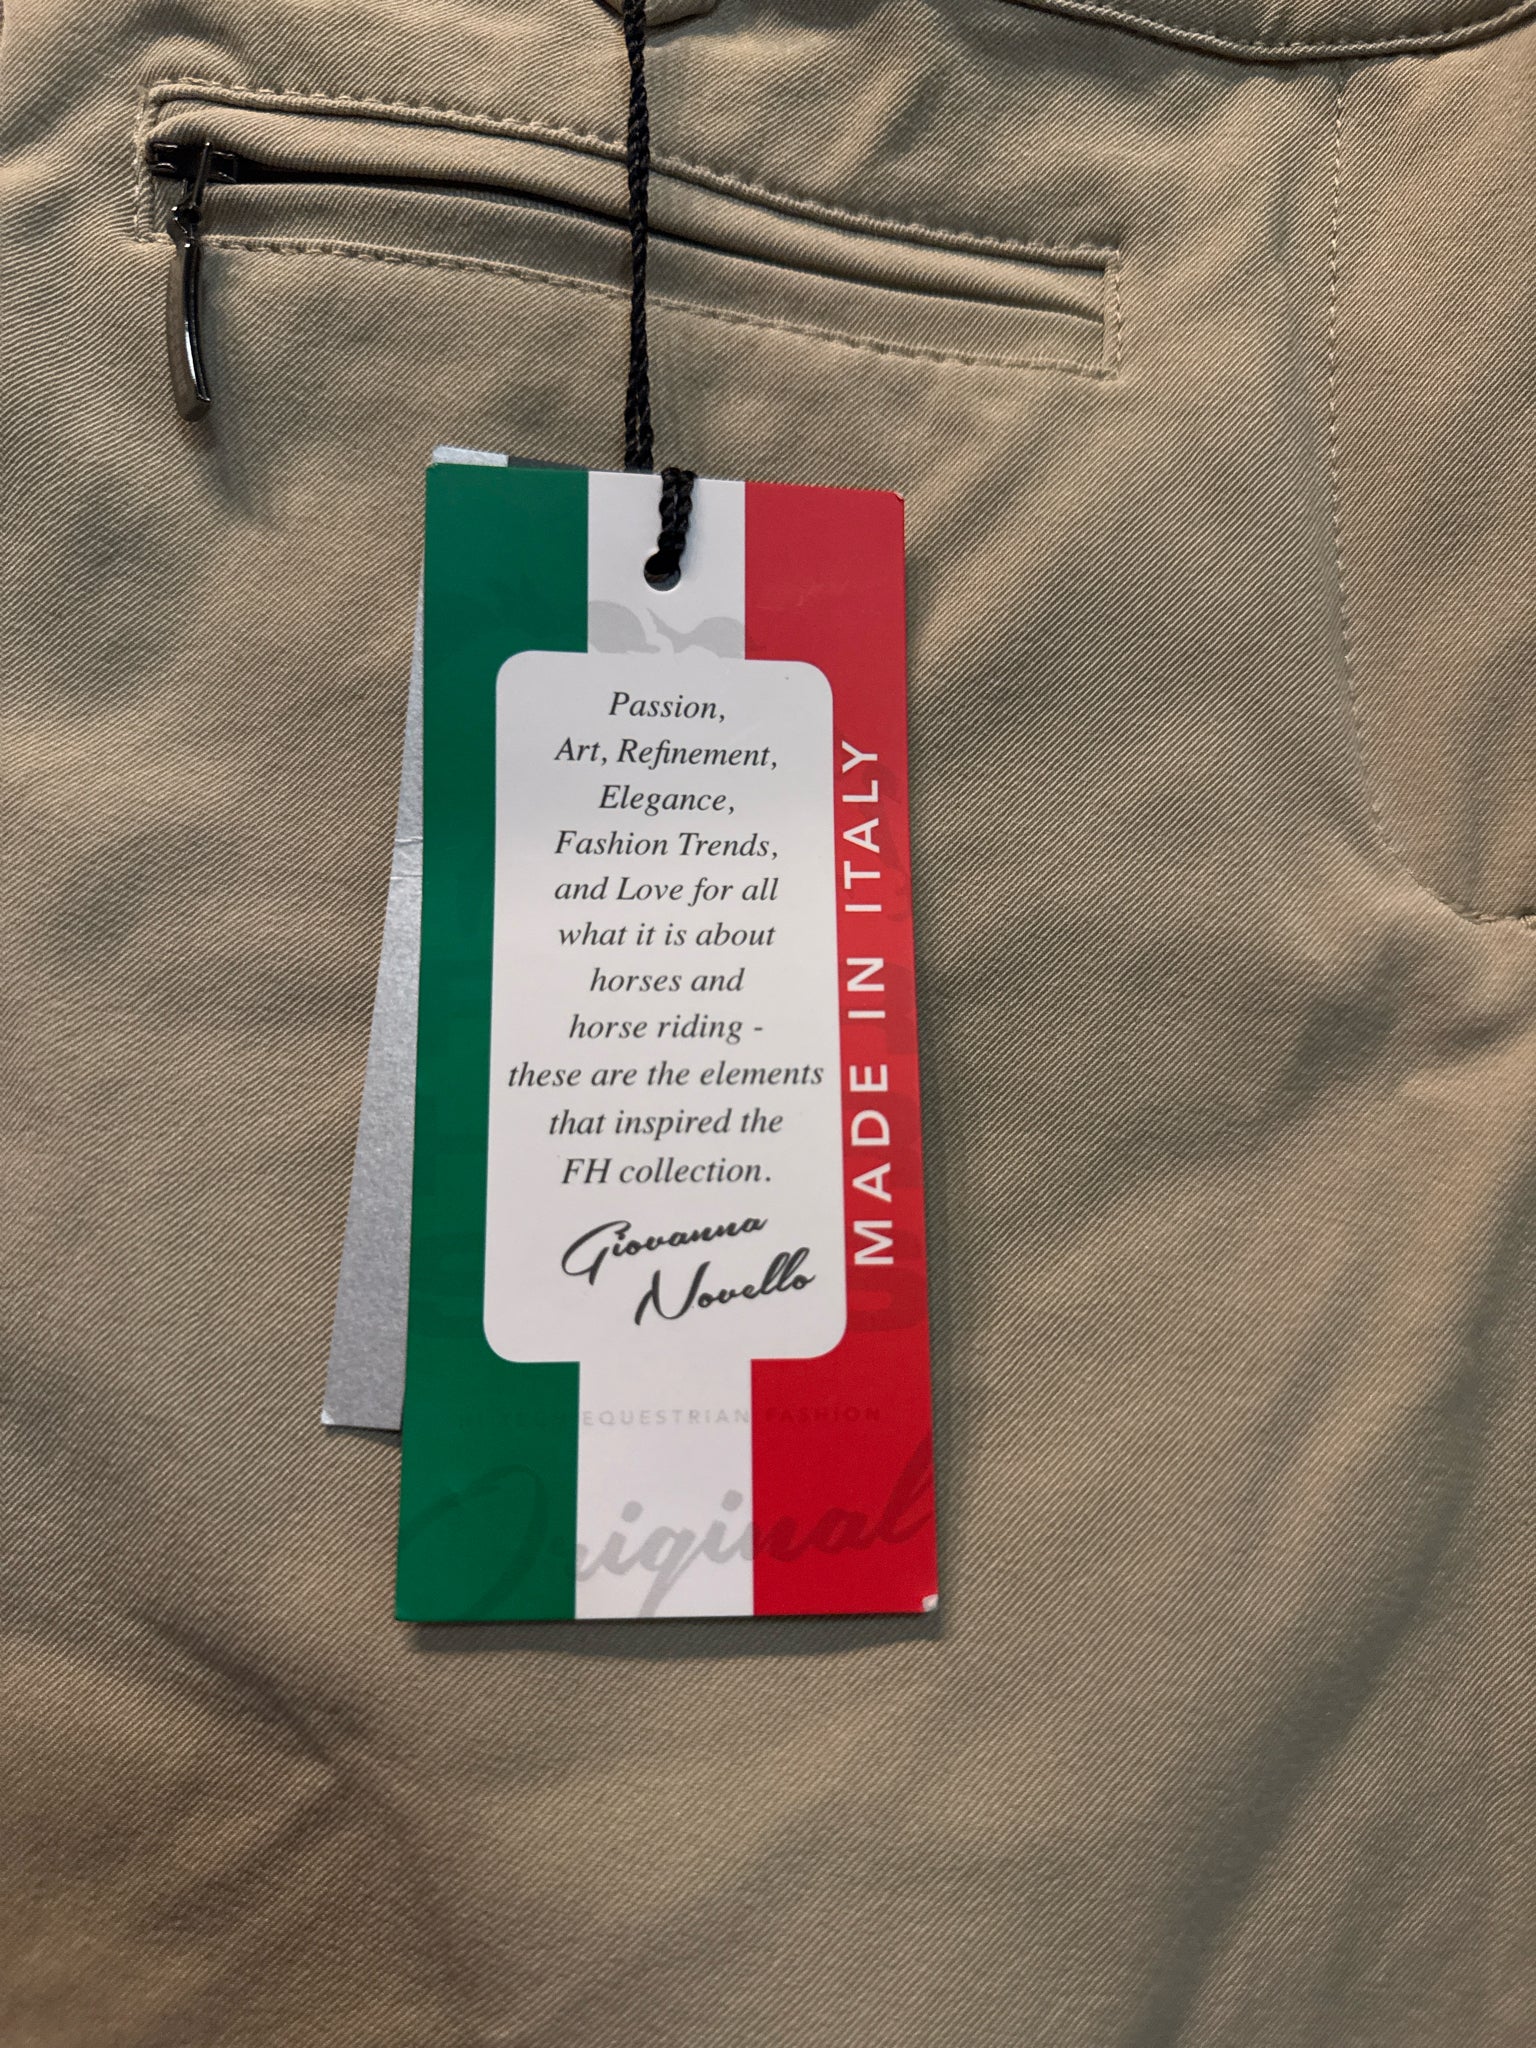 Passion,
Art, Refinement,
Elegance,
Fashion Trends,
and Love for all
what it is about
horses and
horse riding -
these are the elements
that inspired the
FH collection.
Giovanna
Novello
MADE IN ITALY
EQUESTRIAN FASHION
Original